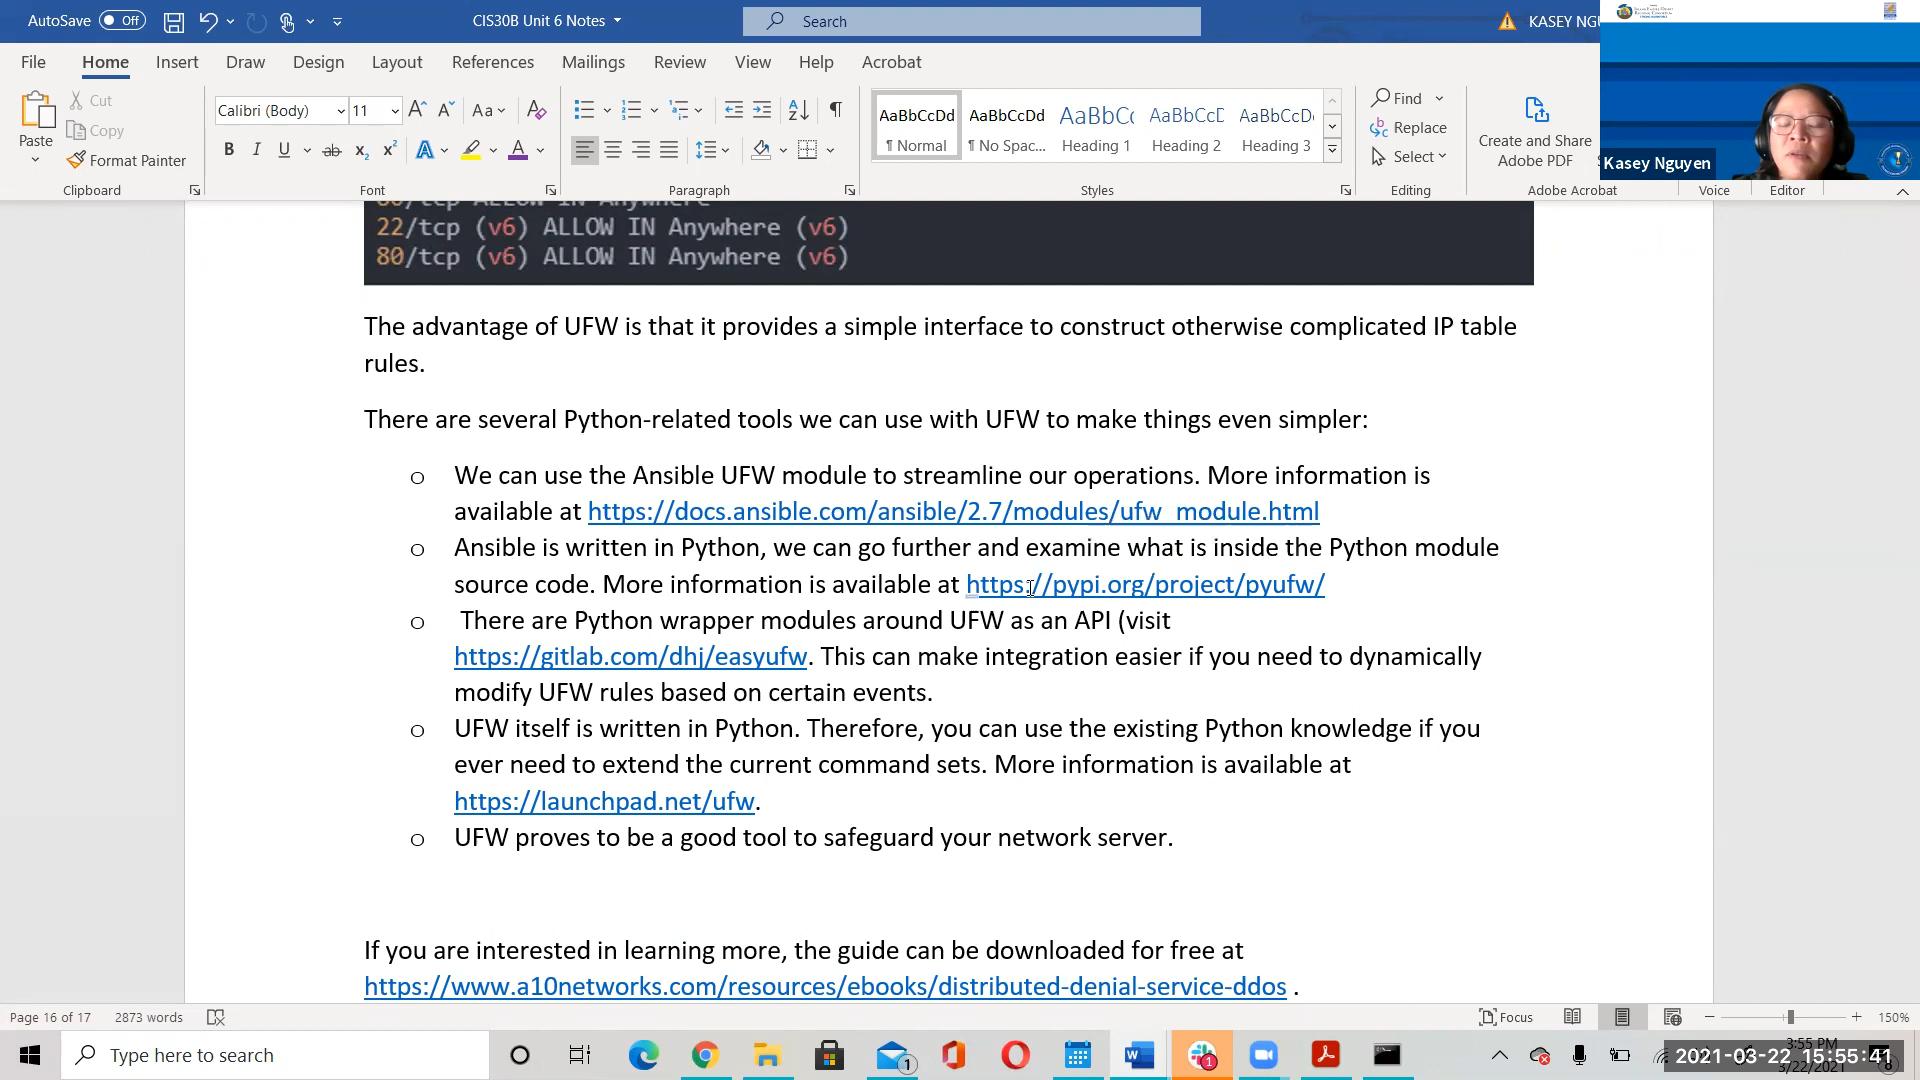 AutoSave Off
CIS30B Unit 6 Notes
Search
KASEY NGU
File Home Insert Draw Design Layout References Mailings Review View Help Acrobat
Paste
Cut
Copy
Format Painter
Clipboard
Calibri (Body) 11
Font
Paragraph
AaBbCcDd
¶ Normal
AaBbCcDd
¶ No Spac...
AaBbCc
Heading 1
AaBbCcD
Heading 2
AaBbCcD
Heading 3
Styles
Find
Replace
Select
Editing
Create and Share
Adobe PDF
Adobe Acrobat
Voice
Editor
Kasey Nguyen
80/tcp ALLOW IN Anywhere
22/tcp (v6) ALLOW IN Anywhere (v6)
80/tcp (v6) ALLOW IN Anywhere (v6)
The advantage of UFW is that it provides a simple interface to construct otherwise complicated IP table
rules.
There are several Python-related tools we can use with UFW to make things even simpler:
o We can use the Ansible UFW module to streamline our operations. More information is
available at https://docs.ansible.com/ansible/2.7/modules/ufw_module.html
o Ansible is written in Python, we can go further and examine what is inside the Python module
source code. More information is available at https://pypi.org/project/pyufw/
o There are Python wrapper modules around UFW as an API (visit
https://gitlab.com/dhj/easyufw. This can make integration easier if you need to dynamically
modify UFW rules based on certain events.
o UFW itself is written in Python. Therefore, you can use the existing Python knowledge if you
ever need to extend the current command sets. More information is available at
https://launchpad.net/ufw.
o UFW proves to be a good tool to safeguard your network server.
If you are interested in learning more, the guide can be downloaded for free at
https://www.a10networks.com/resources/ebooks/distributed-denial-service-ddos .
Page 16 of 17 2873 words
Focus
150%
Type here to search
3:55 PM
3/22/2021
2021-03-22 15:55:41